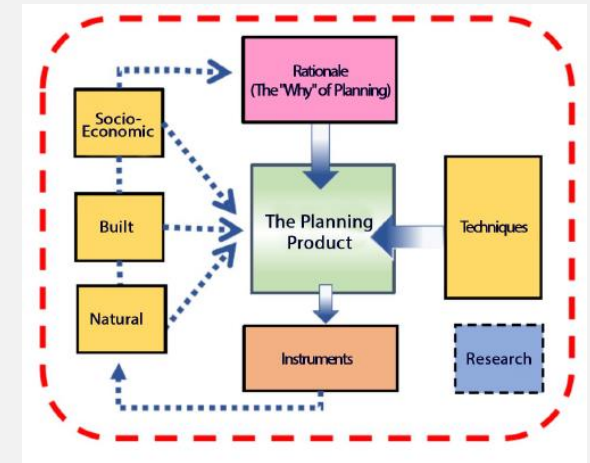 Rationale
(The "Why" of Planning)
Socio-
Economic
Built
The Planning
Product
Techniques
Natural
Instruments
Research